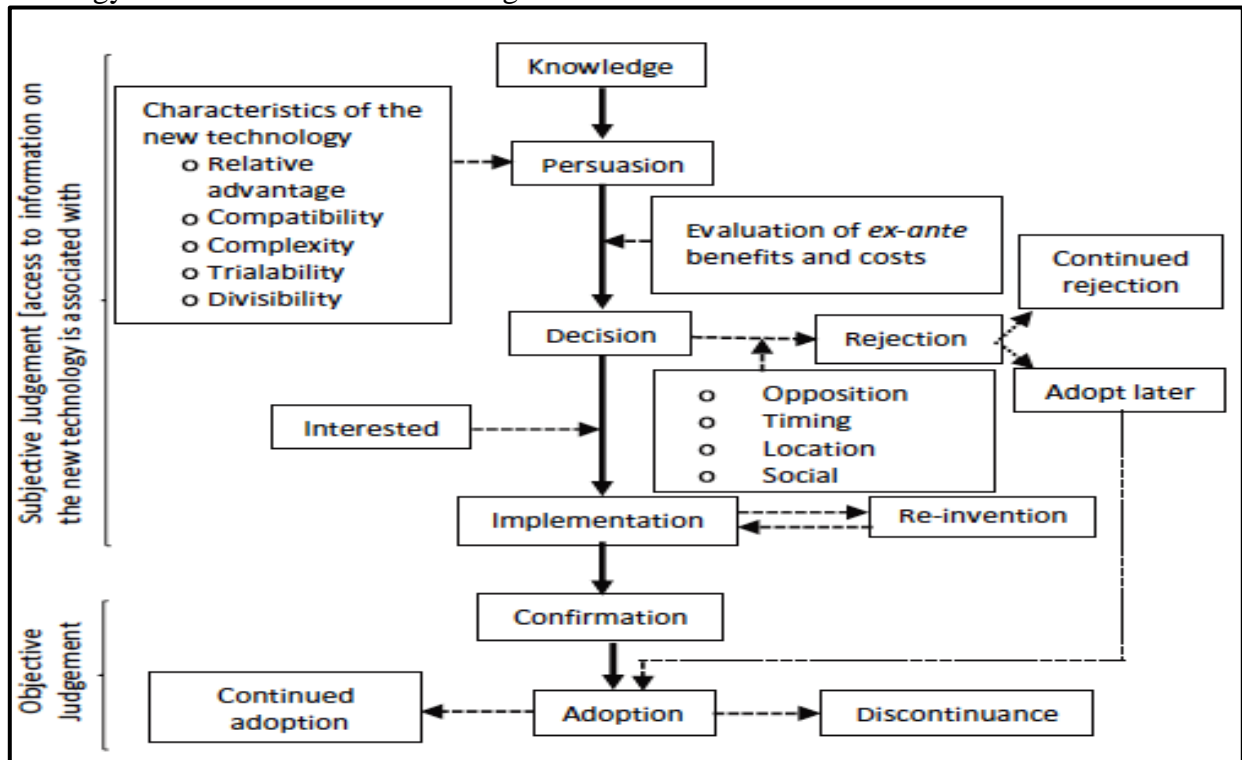 Knowledge
Characteristics of the
new technology
o Relative
advantage
o Compatibility
o Complexity
o Trialability
o Divisibility
Persuasion
Evaluation of ex-ante
benefits and costs
Continued
rejection
Decision
Rejection
Adopt later
o Opposition
o Timing
o Location
o Social
Interested
Implementation
Re-invention
Subjective Judgement [access to information on
the new technology is associated with
Confirmation
Objective
Judgement
Continued
adoption
Adoption
Discontinuance